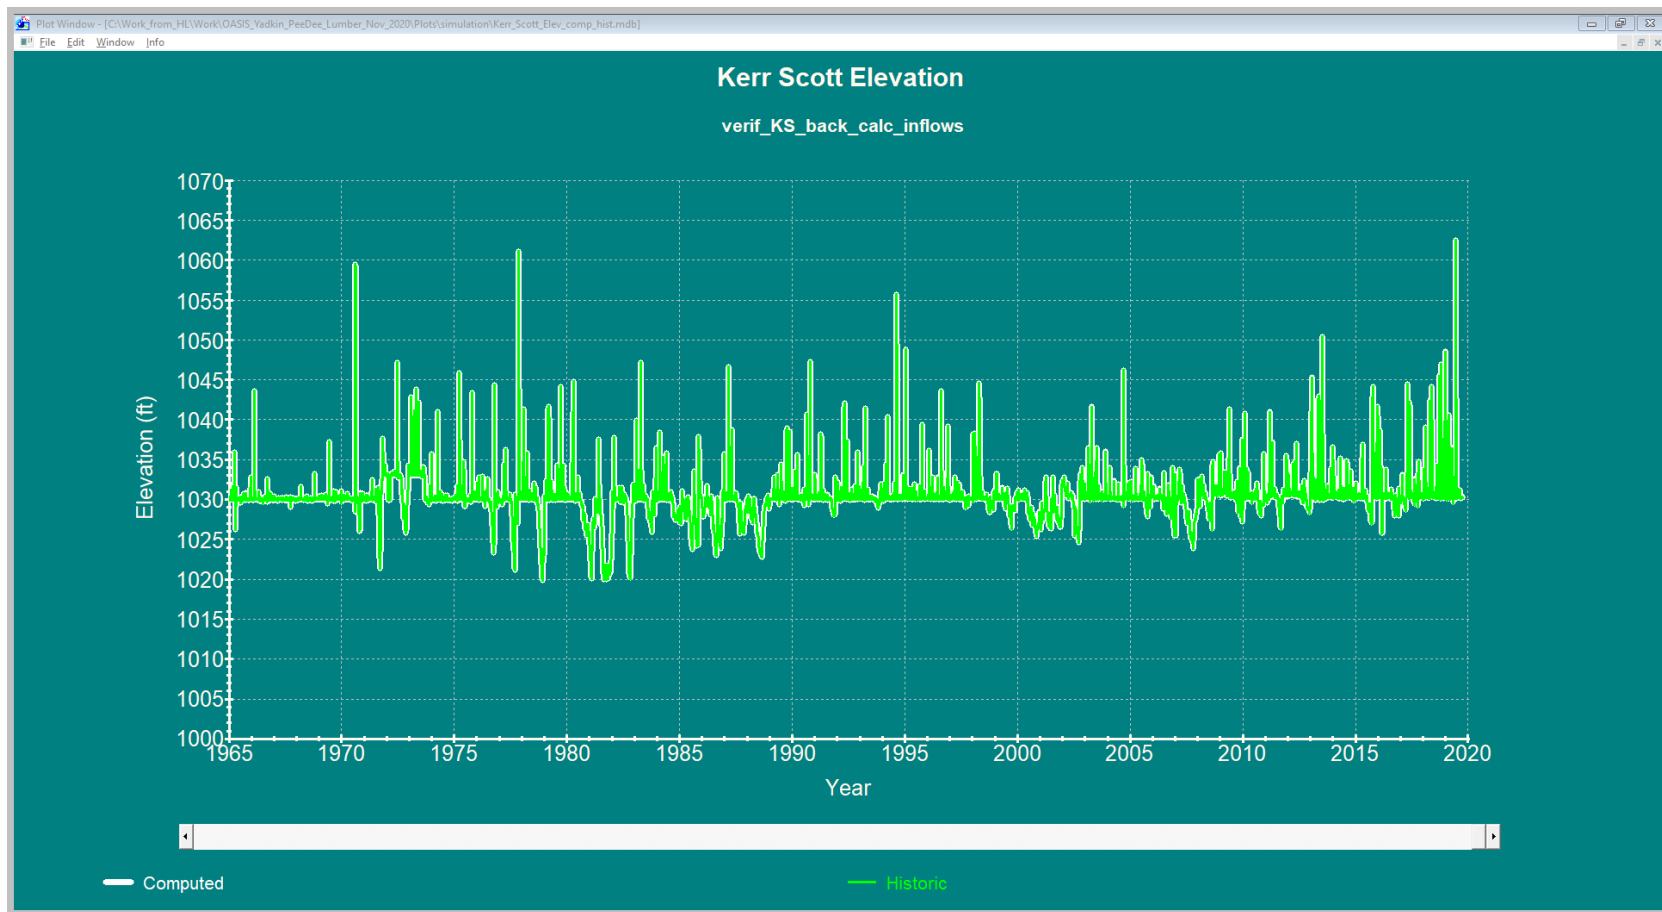 Plot Window - [C:\Work_from_HL\Work\OASIS_Yadkin_PeeDee_Lumber_Nov_2020\Plots\simulation\Kerr_Scott_Elev_comp_hist.mdb]
File Edit Window Info
Kerr Scott Elevation
verif_KS_back_calc_inflows
1070
1065
1060
1055
1050
1045
1040
1035
1030
1025
1020
1015
1010
1005
1000
Elevation (ft)
1965 1970 1975 1980 1985 1990 1995 2000 2005 2010 2015 2020
Year
Computed Historic